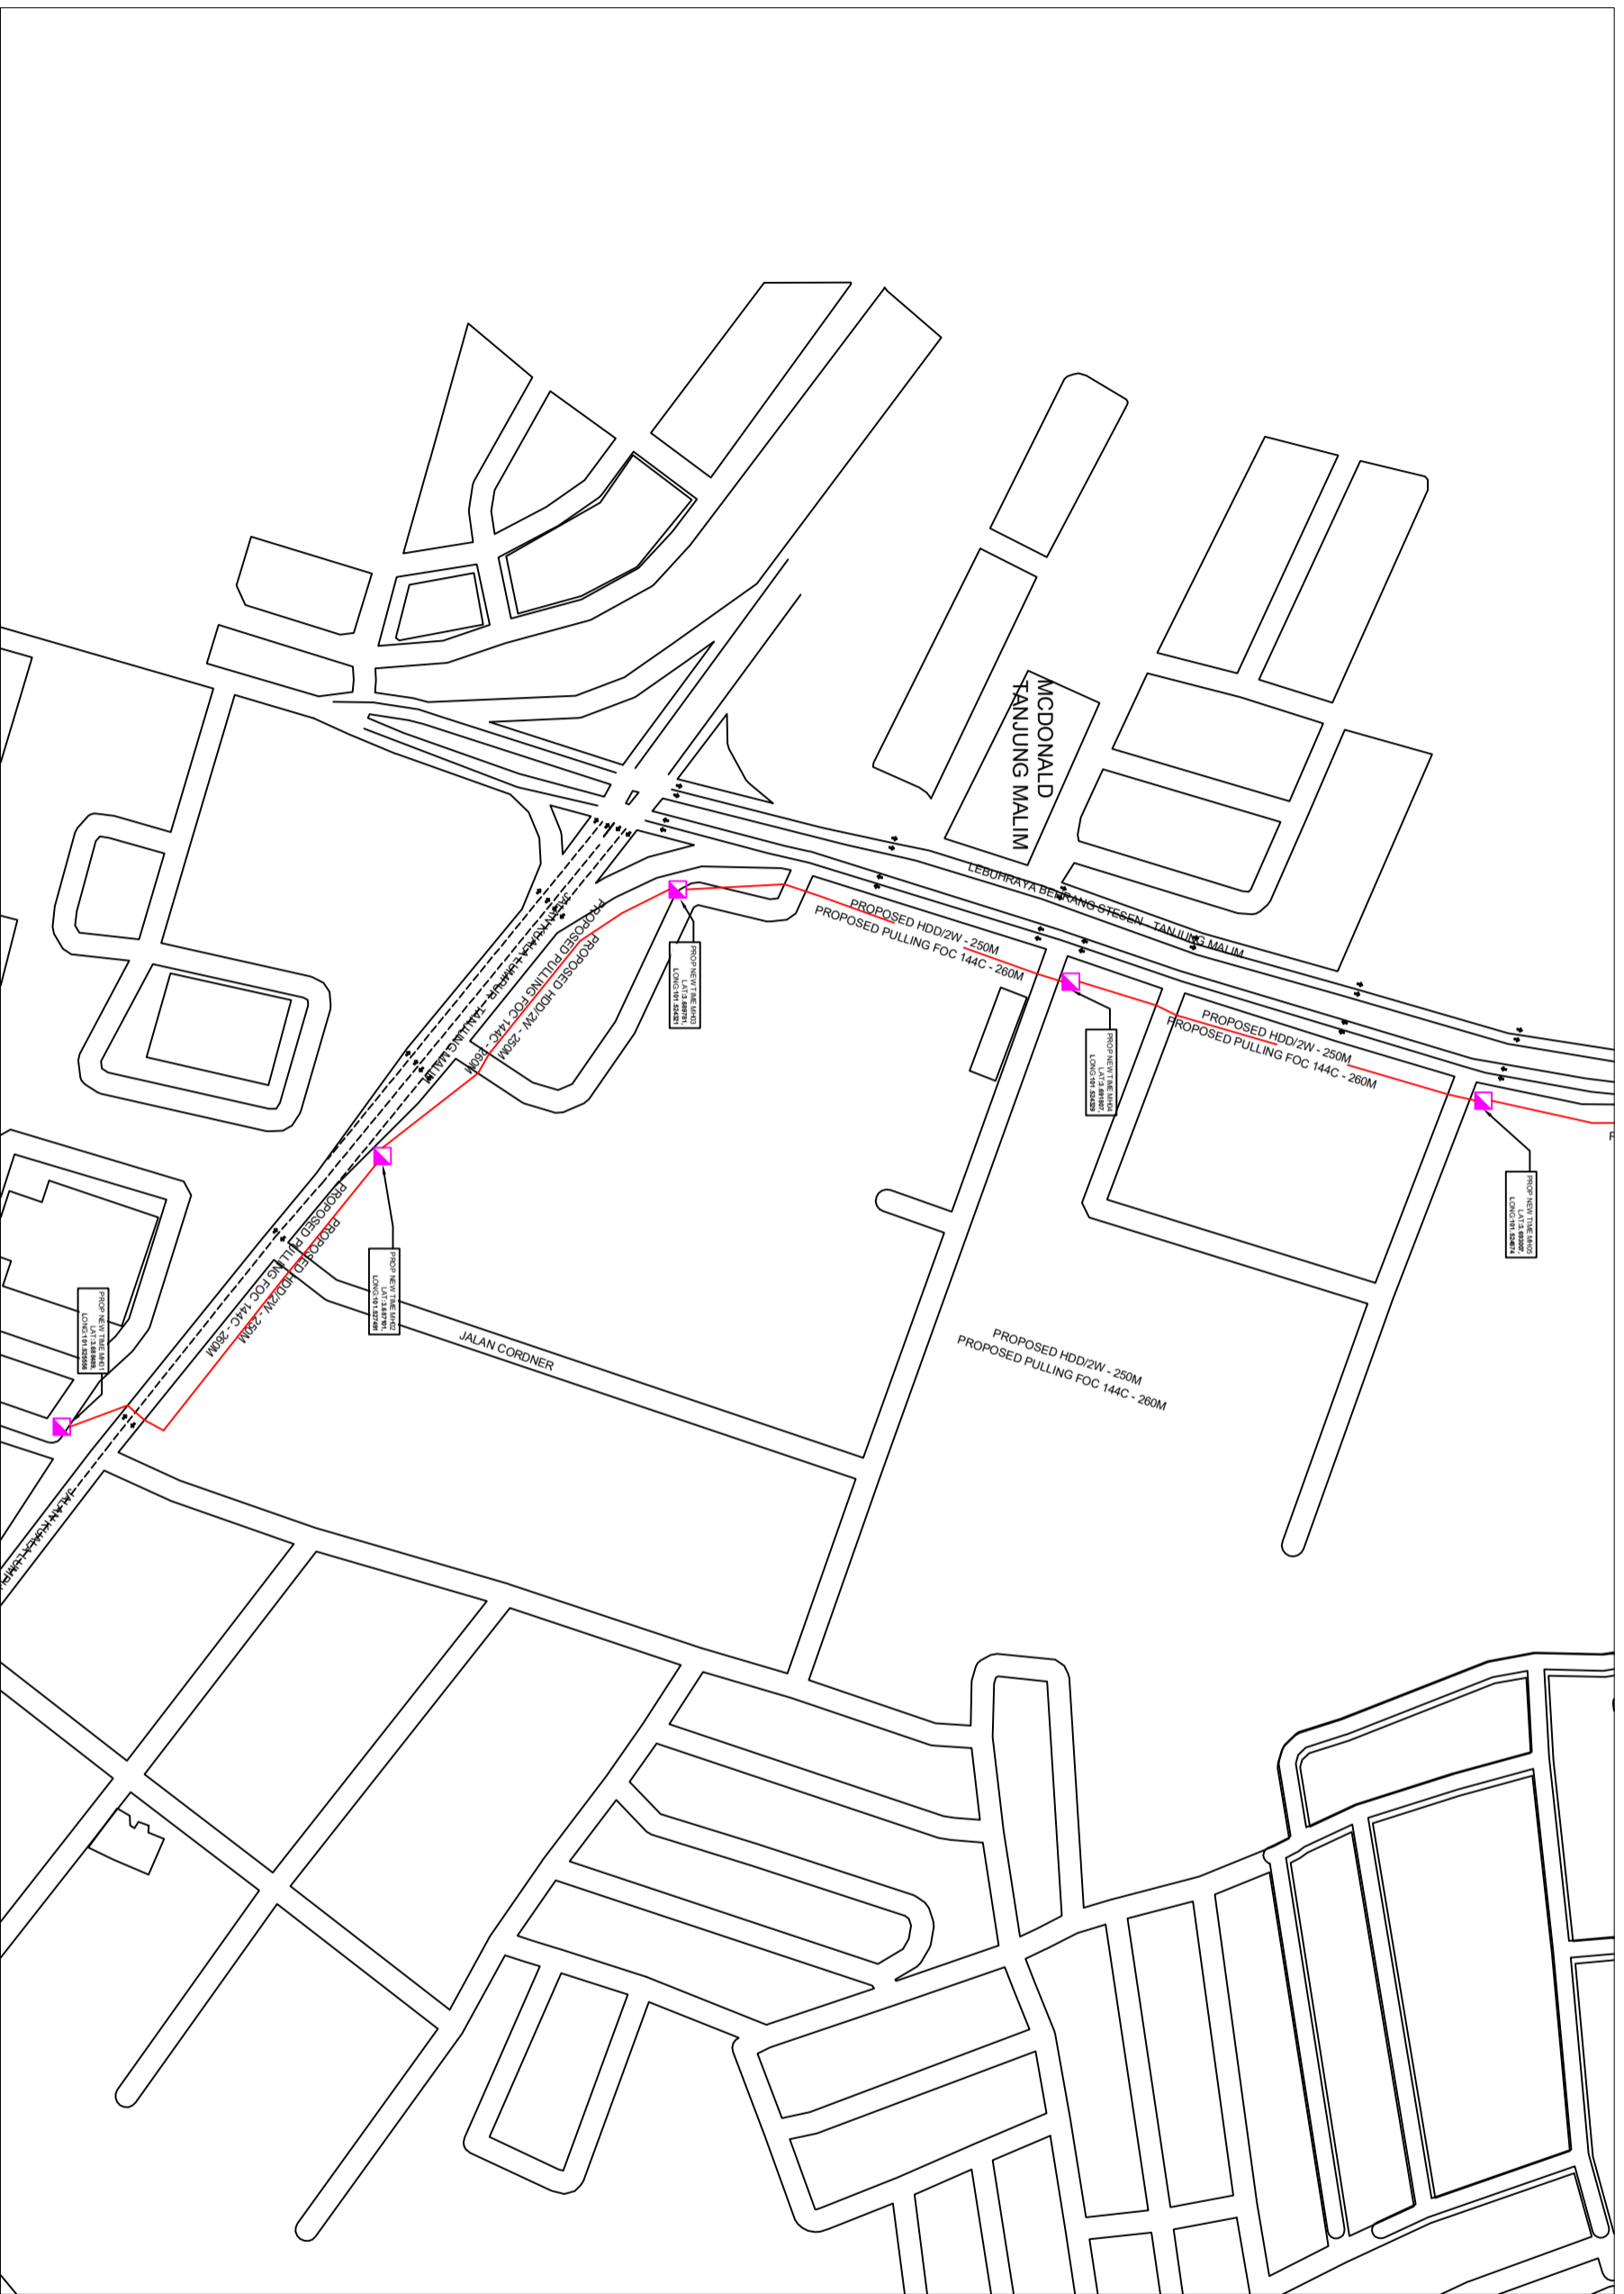 MCDONALD
TANJUNG MALIM
LEBUHRAYA BEHRANG STESEN - TANJUNG MALIM
PROPOSED HDD/2W - 250M
PROPOSED PULLING FOC 144C - 260M
PROPOSED HDD/2W - 250M
PROPOSED PULLING FOC 144C - 260M
JALAN KUALA LUMPUR - TANJUNG MALIM
PROPOSED PULLING FOC 144C - 260M
PROPOSED HDD/2W - 250M
PROP NEW TIME MH03
PROP NEW TIME MH04
PROP NEW TIME MH05
PROPOSED PULLING FOC 144C - 260M
PROPOSED HDD/2W - 250M
PROP NEW TIME MH02
PROP NEW TIME MH01
JALAN CORDNER
PROPOSED HDD/2W - 250M
PROPOSED PULLING FOC 144C - 260M
JALAN KUALA LUMPU